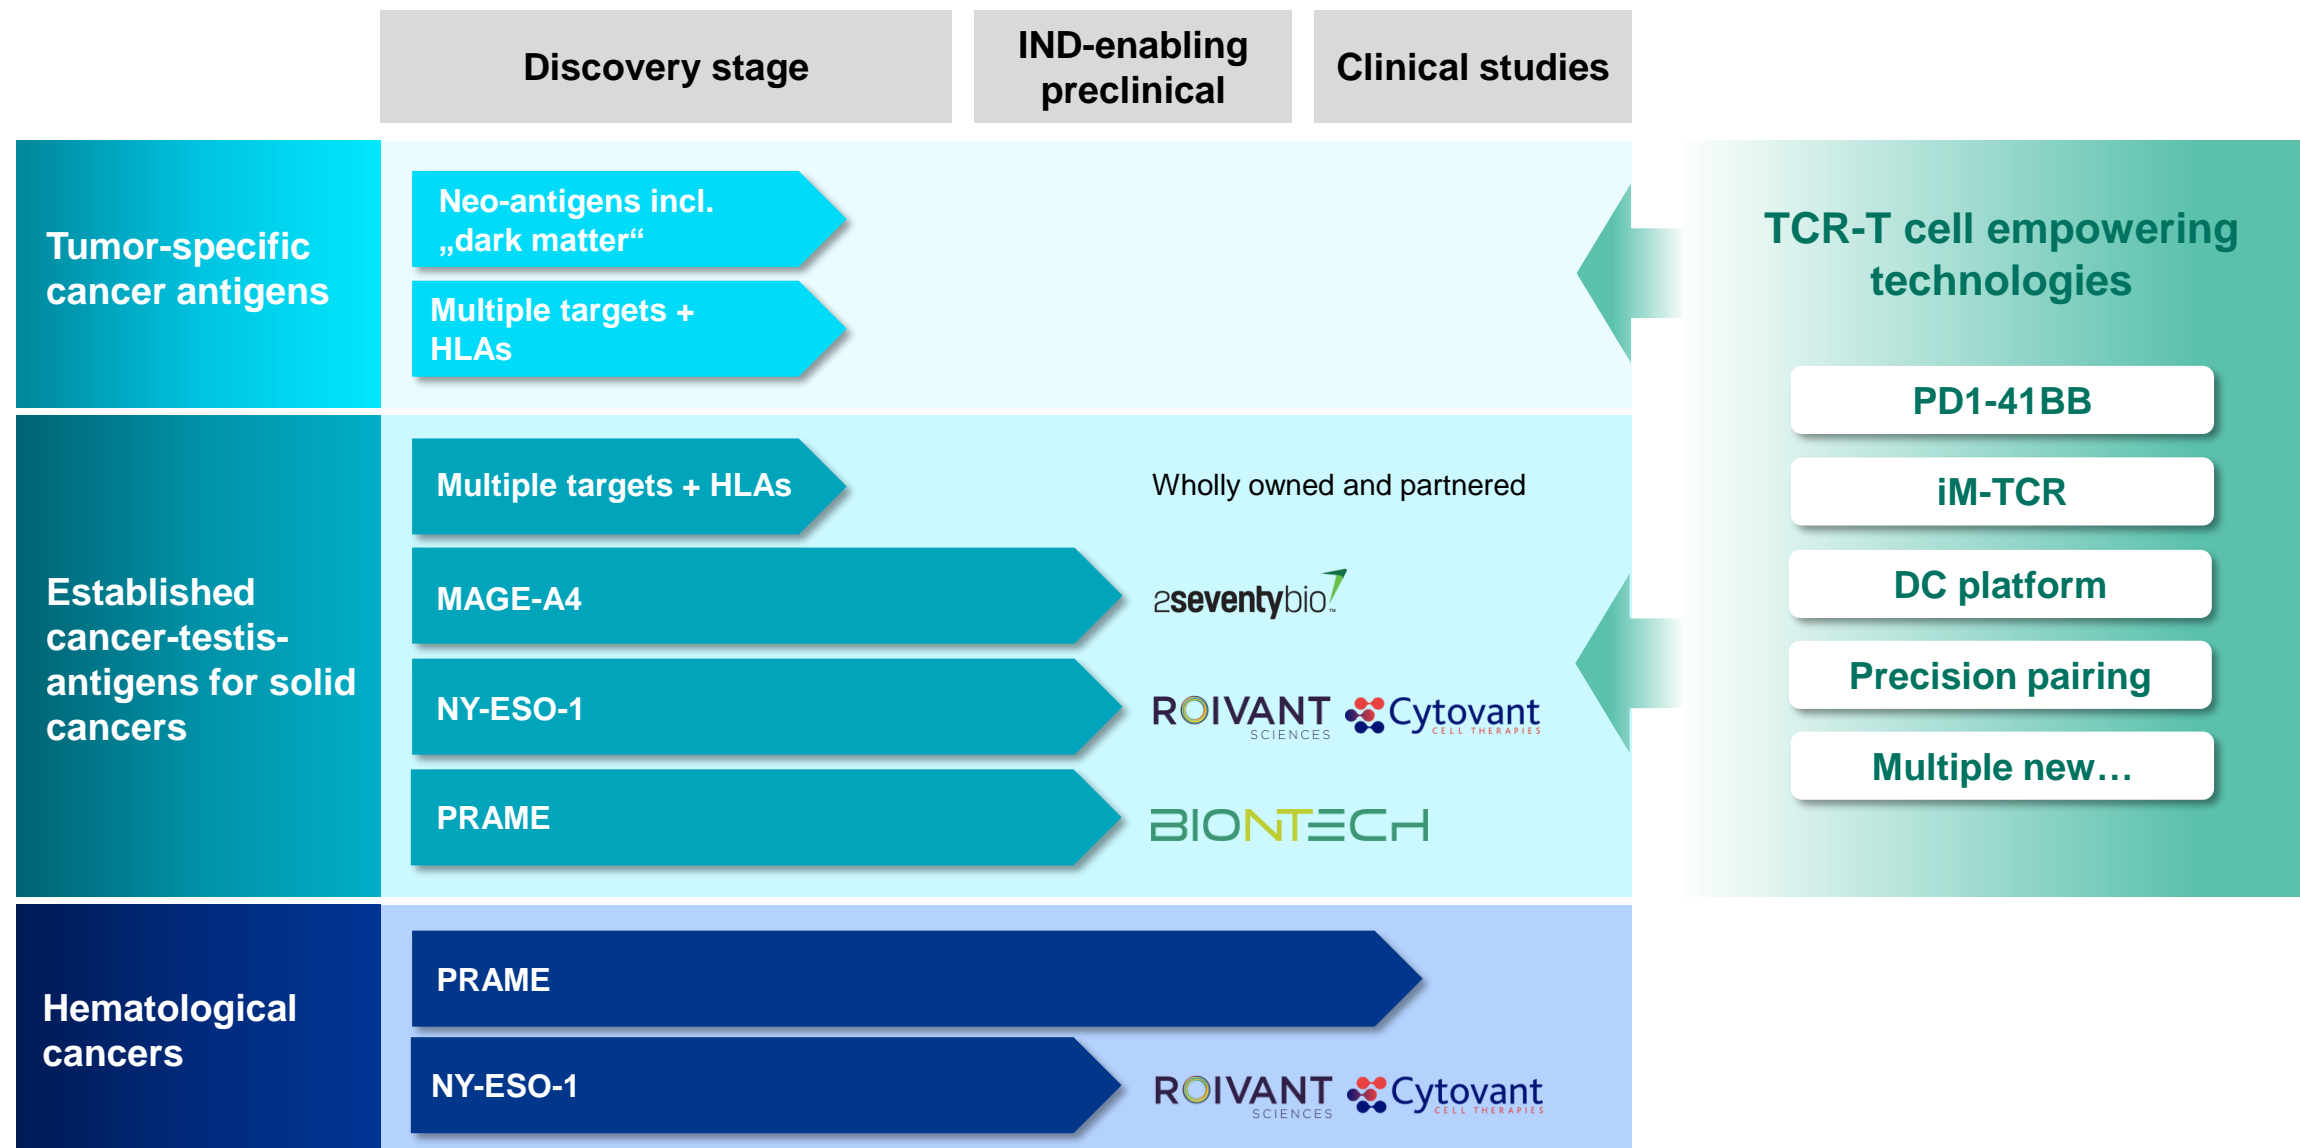 Discovery stage
IND-enabling
preclinical
Clinical studies
Tumor-specific
cancer antigens
Neo-antigens incl.
„dark matter“
Multiple targets +
HLAs
Established
cancer-testis-
antigens for solid
cancers
Multiple targets + HLAs
Wholly owned and partnered
MAGE-A4
2seventybio™
NY-ESO-1
ROIVANT
SCIENCES
Cytovant
CELL THERAPIES
PRAME
BIONTECH
Hematological
cancers
PRAME
NY-ESO-1
ROIVANT
SCIENCES
Cytovant
CELL THERAPIES
TCR-T cell empowering
technologies
PD1-41BB
iM-TCR
DC platform
Precision pairing
Multiple new…